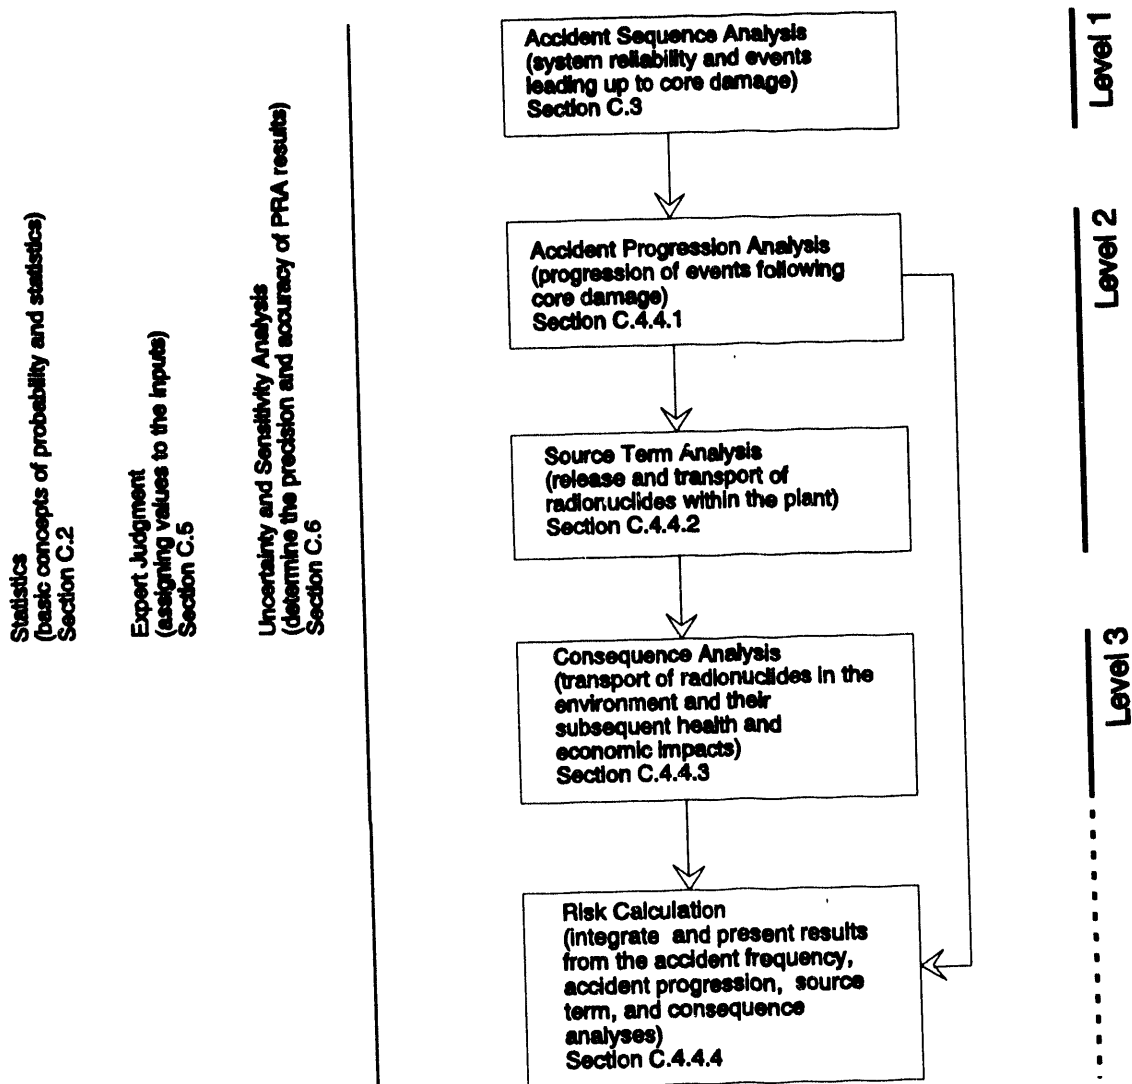 Statistics
(basic concepts of probability and statistics)
Section C.2
Expert Judgment
(assigning values to the inputs)
Section C.5
Uncertainty and Sensitivity Analysis
(determine the precision and accuracy of PRA results)
Section C.6
Accident Sequence Analysis
(system reliability and events
leading up to core damage)
Section C.3
Level 1
Accident Progression Analysis
(progression of events following
core damage)
Section C.4.4.1
Level 2
Source Term Analysis
(release and transport of
radionuclides within the plant)
Section C.4.4.2
Consequence Analysis
(transport of radionuclides in the
environment and their
subsequent health and
economic impacts)
Section C.4.4.3
Level 3
Risk Calculation
(integrate and present results
from the accident frequency,
accident progression, source
term, and consequence
analyses)
Section C.4.4.4